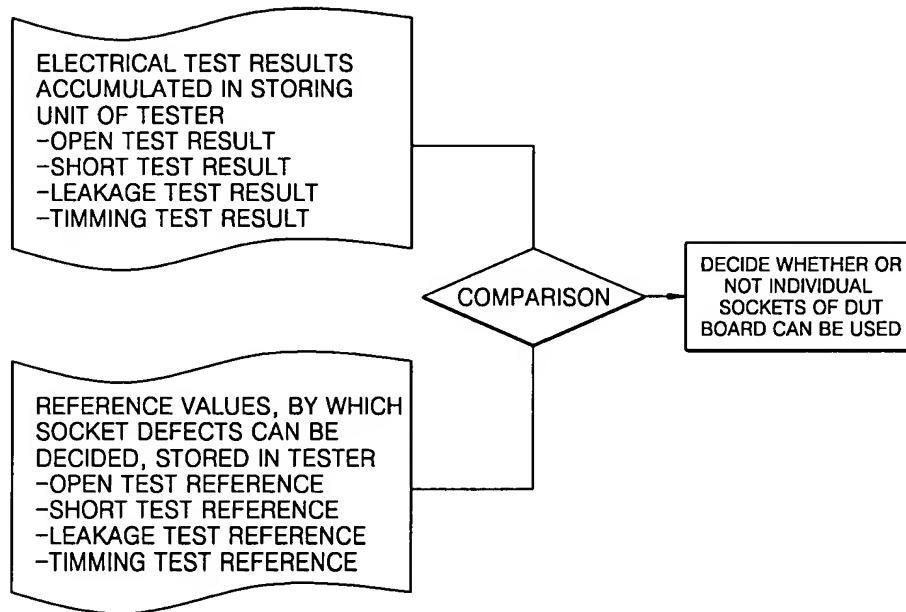 ELECTRICAL TEST RESULTS
ACCUMULATED IN STORING
UNIT OF TESTER
-OPEN TEST RESULT
-SHORT TEST RESULT
-LEAKAGE TEST RESULT
-TIMMING TEST RESULT
COMPARISON
DECIDE WHETHER OR
NOT INDIVIDUAL
SOCKETS OF DUT
BOARD CAN BE USED
REFERENCE VALUES, BY WHICH
SOCKET DEFECTS CAN BE
DECIDED, STORED IN TESTER
-OPEN TEST REFERENCE
-SHORT TEST REFERENCE
-LEAKAGE TEST REFERENCE
-TIMMING TEST REFERENCE